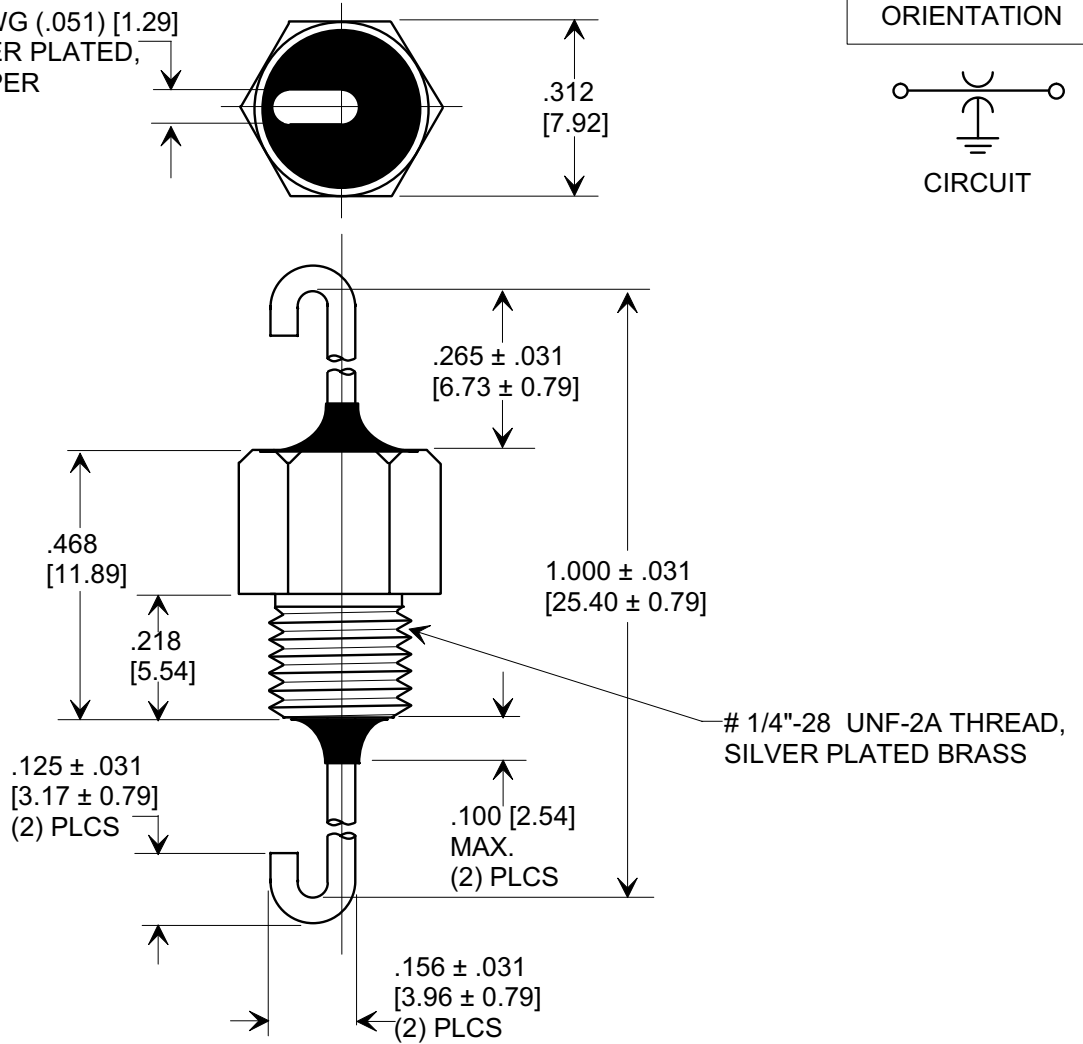 (.051) [1.29]
PLATED,
ORIENTATION
.312
[7.92]
CIRCUIT
.265 ± .031
[6.73 ± 0.79]
.468
[11.89]
1.000 ± .031
[25.40 ± 0.79]
.218
[5.54]
# 1/4"-28 UNF-2A THREAD,
SILVER PLATED BRASS
.125 ± .031
[3.17 ± 0.79]
(2) PLCS
.100 [2.54]
MAX.
(2) PLCS
.156 ± .031
[3.96 ± 0.79]
(2) PLCS